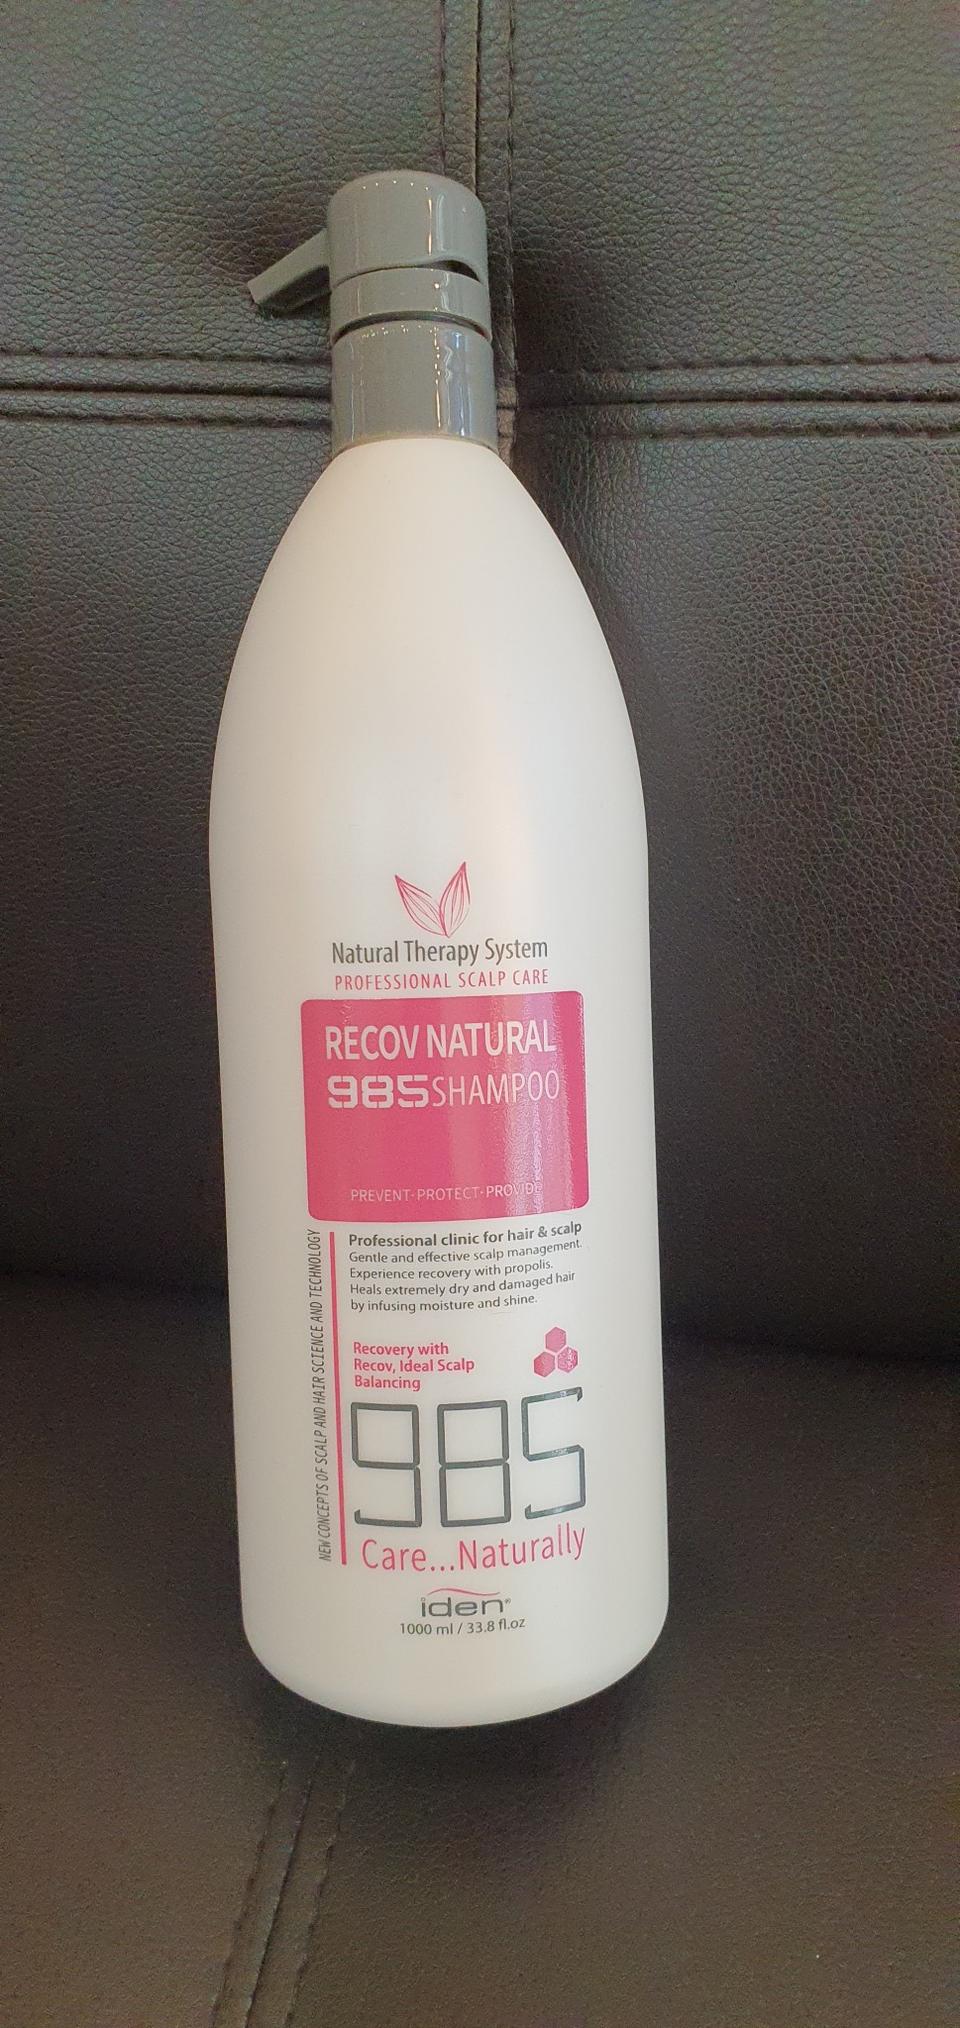 Natural Therapy System
PROFESSIONAL SCALP CARE
RECOV NATURAL
985SHAMPOO
PREVENT·PROTECT·PROVIDE
Professional clinic for hair & scalp
Gentle and effective scalp management.
Experience recovery with propolis.
Heals extremely dry and damaged hair
by infusing moisture and shine.
NEW CONCEPTS OF SCALP AND HAIR SCIENCE AND TECHNOLOGY
Recovery with
Recov, Ideal Scalp
Balancing
985
Care...Naturally
iden®
1000 ml / 33.8 fl.oz